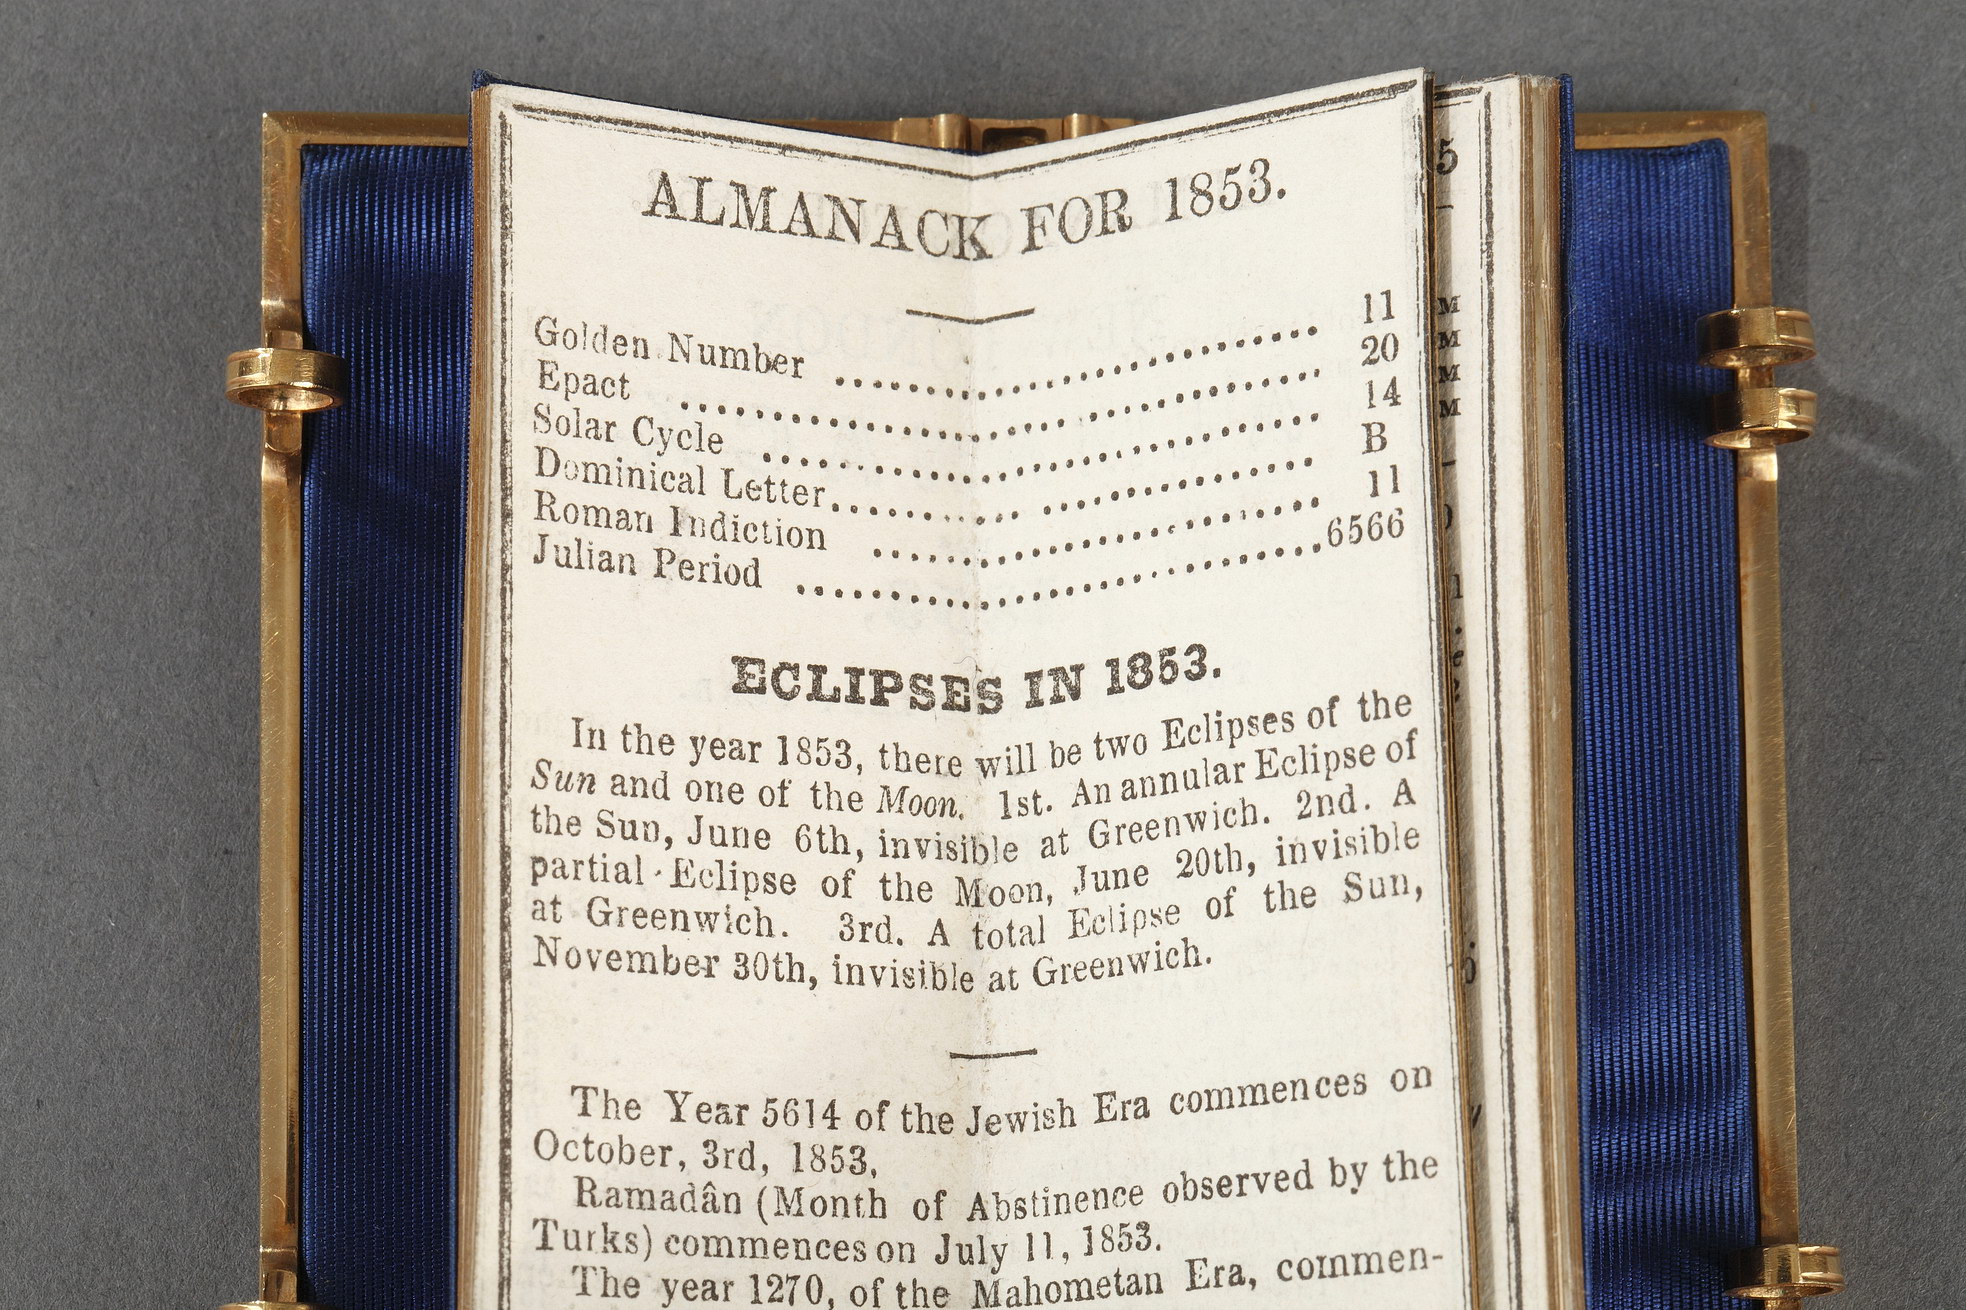 ALMANACK FOR 1853.
Golden Number ........ 11
Epact ........ 20
Solar Cycle ........ 14
Dominical Letter ........ B
Roman Indiction ........ 11
Julian Period ........ 6566
ECLIPSES IN 1853.
In the year 1853, there will be two Eclipses of the
Sun and one of the Moon. 1st. An annular Eclipse of
the Sun, June 6th, invisible at Greenwich. 2nd. A
partial Eclipse of the Moon, June 20th, invisible
at Greenwich. 3rd. A total Eclipse of the Sun,
November 30th, invisible at Greenwich.
The Year 5614 of the Jewish Era commences on
October, 3rd, 1853,
Ramadân (Month of Abstinence observed by the
Turks) commences on July 11, 1853.
The year 1270, of the Mahometan Era, commen-
5
M
M
M
M